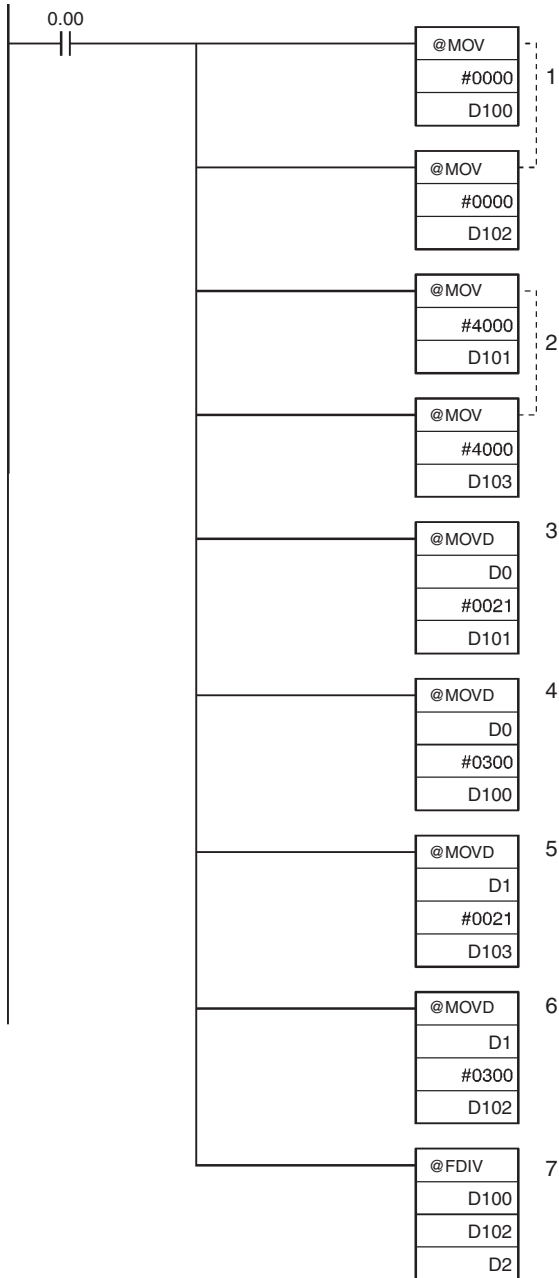 0.00
@MOV
#0000
D100
1
@MOV
#0000
D102
@MOV
#4000
D101
2
@MOV
#4000
D103
3
@MOVD
D0
#0021
D101
4
@MOVD
D0
#0300
D100
5
@MOVD
D1
#0021
D103
6
@MOVD
D1
#0300
D102
7
@FDIV
D100
D102
D2